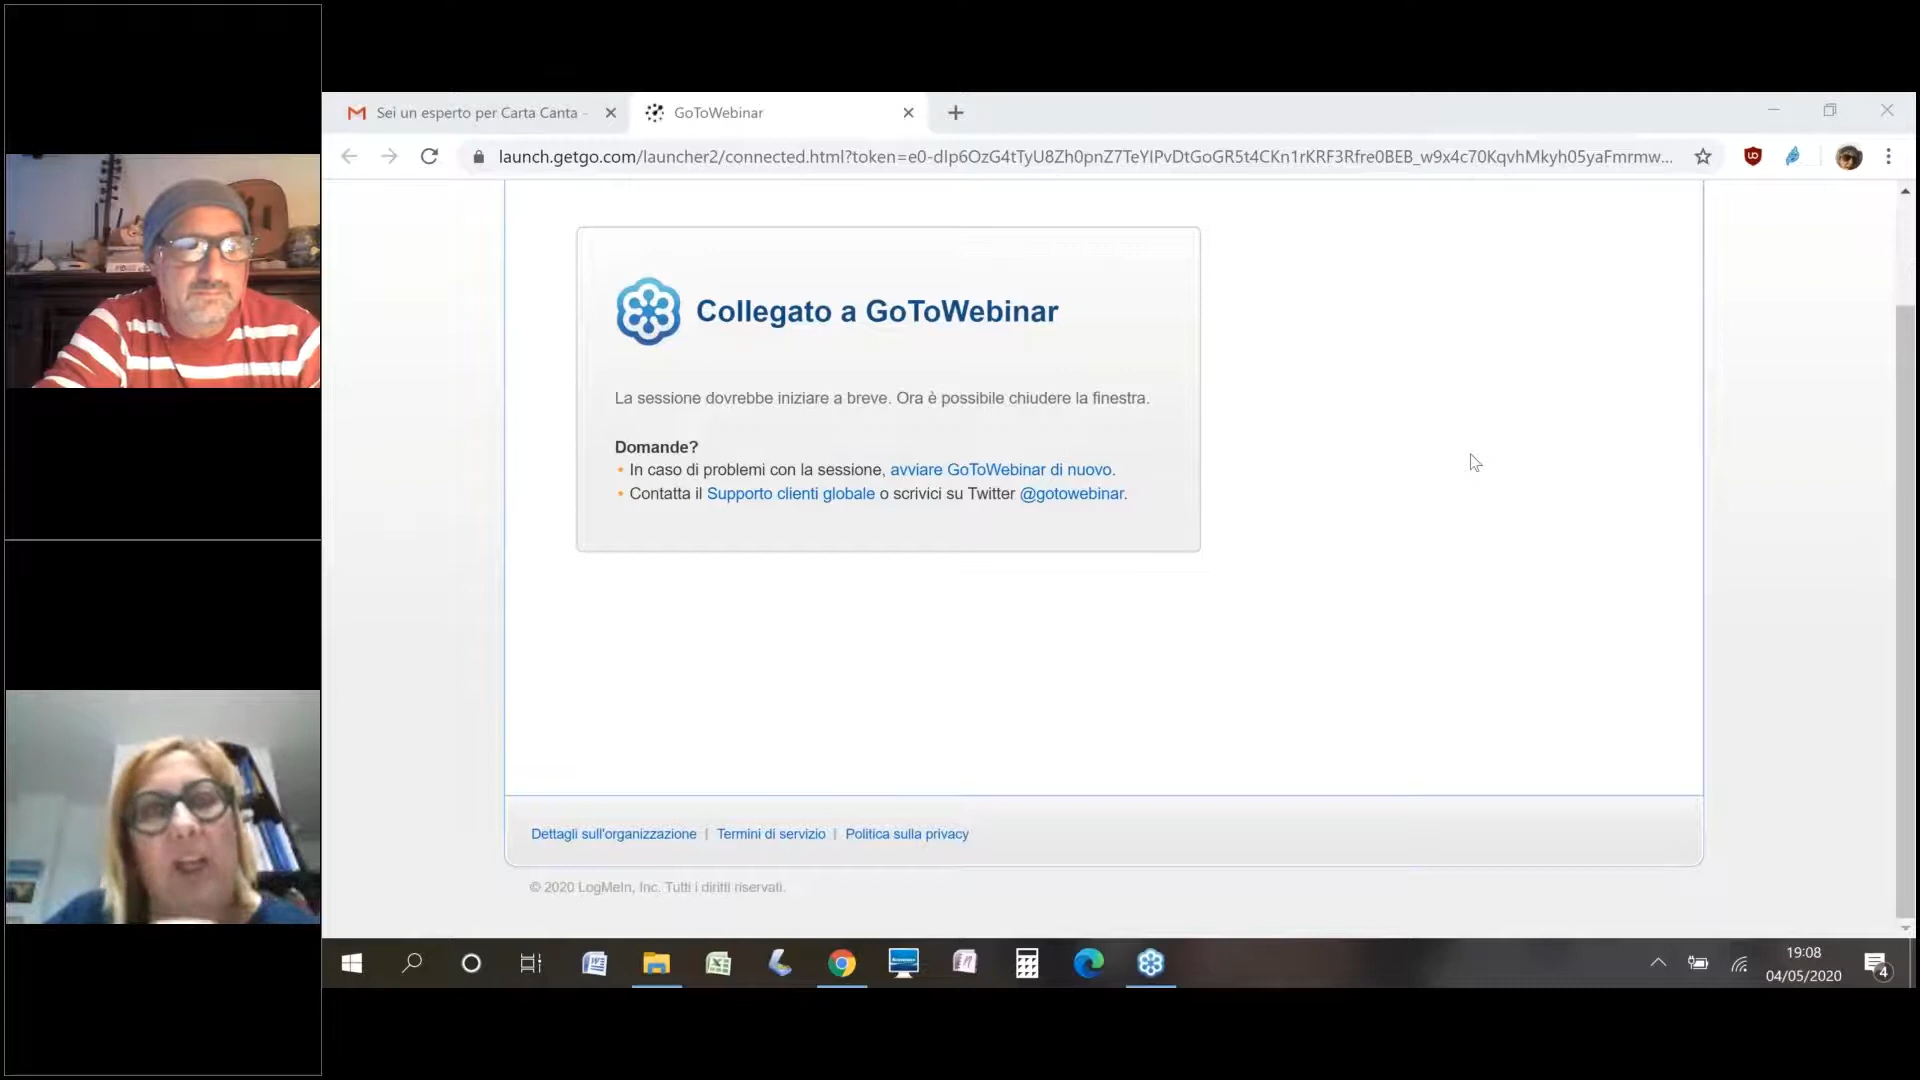 Sei un esperto per Carta Canta -
GoToWebinar
launch.getgo.com/launcher2/connected.html?token=e0-dIp6OzG4tTyU8Zh0pnZ7TeYIPvDtGoGR5t4CKn1rKRF3Rfre0BEB_w9x4c70KqvhMkyh05yaFmrmw...
Collegato a GoToWebinar
La sessione dovrebbe iniziare a breve. Ora è possibile chiudere la finestra.
Domande?
• In caso di problemi con la sessione, avviare GoToWebinar di nuovo.
• Contatta il Supporto clienti globale o scrivici su Twitter @gotowebinar.
Dettagli sull'organizzazione | Termini di servizio | Politica sulla privacy
© 2020 LogMeIn, Inc. Tutti i diritti riservati.
19:08
04/05/2020
4